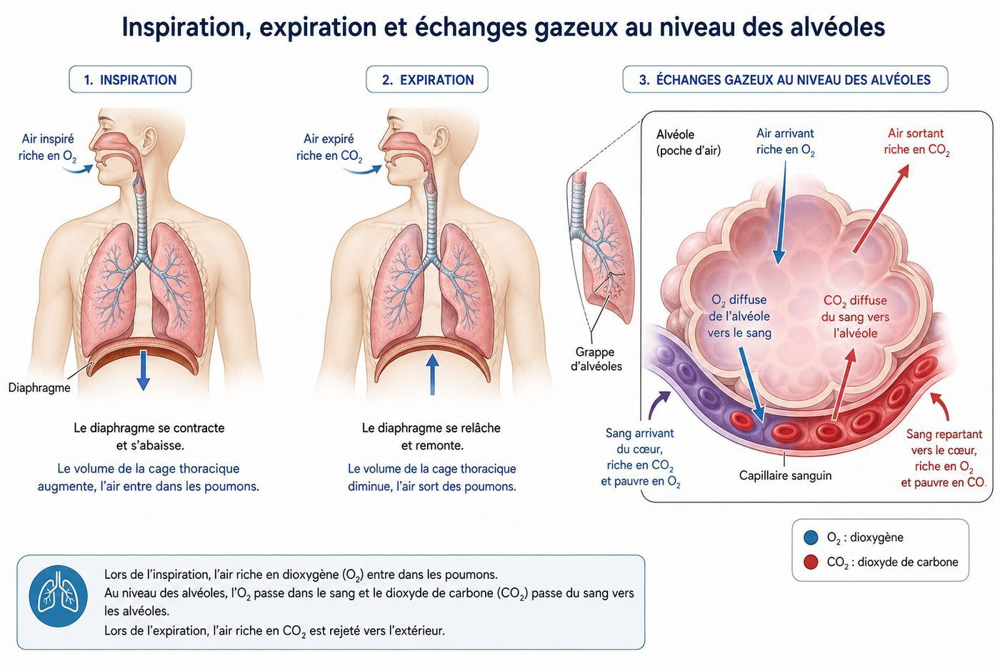 Inspiration, expiration et échanges gazeux au niveau des alvéoles
1. INSPIRATION
Air inspiré
riche en O₂
Diaphragme
Le diaphragme se contracte
et s'abaisse.
Le volume de la cage thoracique
augmente, l'air entre dans les poumons.
2. EXPIRATION
Air expiré
riche en CO₂
Le diaphragme se relâche
et remonte.
Le volume de la cage thoracique
diminue, l'air sort des poumons.
3. ÉCHANGES GAZEUX AU NIVEAU DES ALVÉOLES
Grappe
d'alvéoles
Alvéole
(poche d'air)
Air arrivant
riche en O₂
Air sortant
riche en CO₂
O₂ diffuse
de l'alvéole
vers le sang
CO₂ diffuse
du sang vers
l'alvéole
Sang arrivant
du cœur,
riche en CO₂
et pauvre en O₂
Capillaire sanguin
Sang repartant
vers le cœur,
riche en O₂
et pauvre en CO.
O₂ : dioxygène
CO₂ : dioxyde de carbone
Lors de l'inspiration, l'air riche en dioxygène (O₂) entre dans les poumons.
Au niveau des alvéoles, l'O₂ passe dans le sang et le dioxyde de carbone (CO₂) passe du sang vers
les alvéoles.
Lors de l'expiration, l'air riche en CO₂ est rejeté vers l'extérieur.